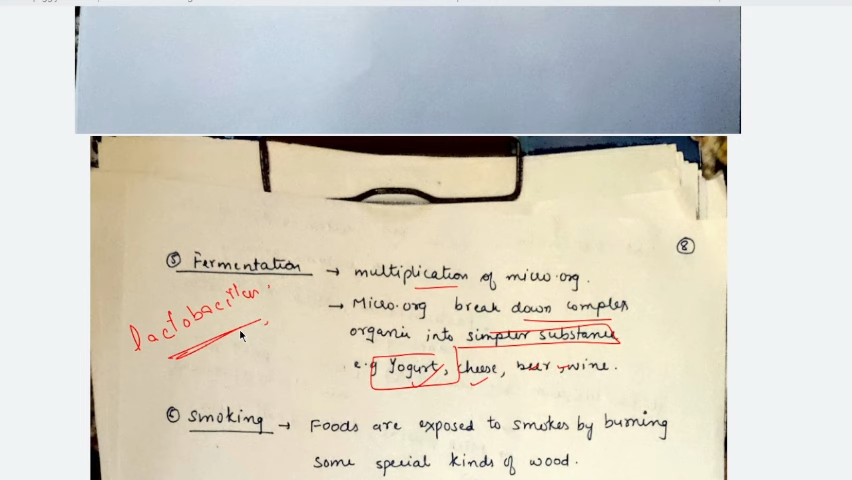 ⑧
⑤ Fermentation → multiplication of micro.org.
lactobacillus
→ Micro.org break down complex
organic into simpler substance
e.g Yogurt, cheese, beer, wine.
⑥ Smoking → Foods are exposed to smokes by burning
some special kinds of wood.